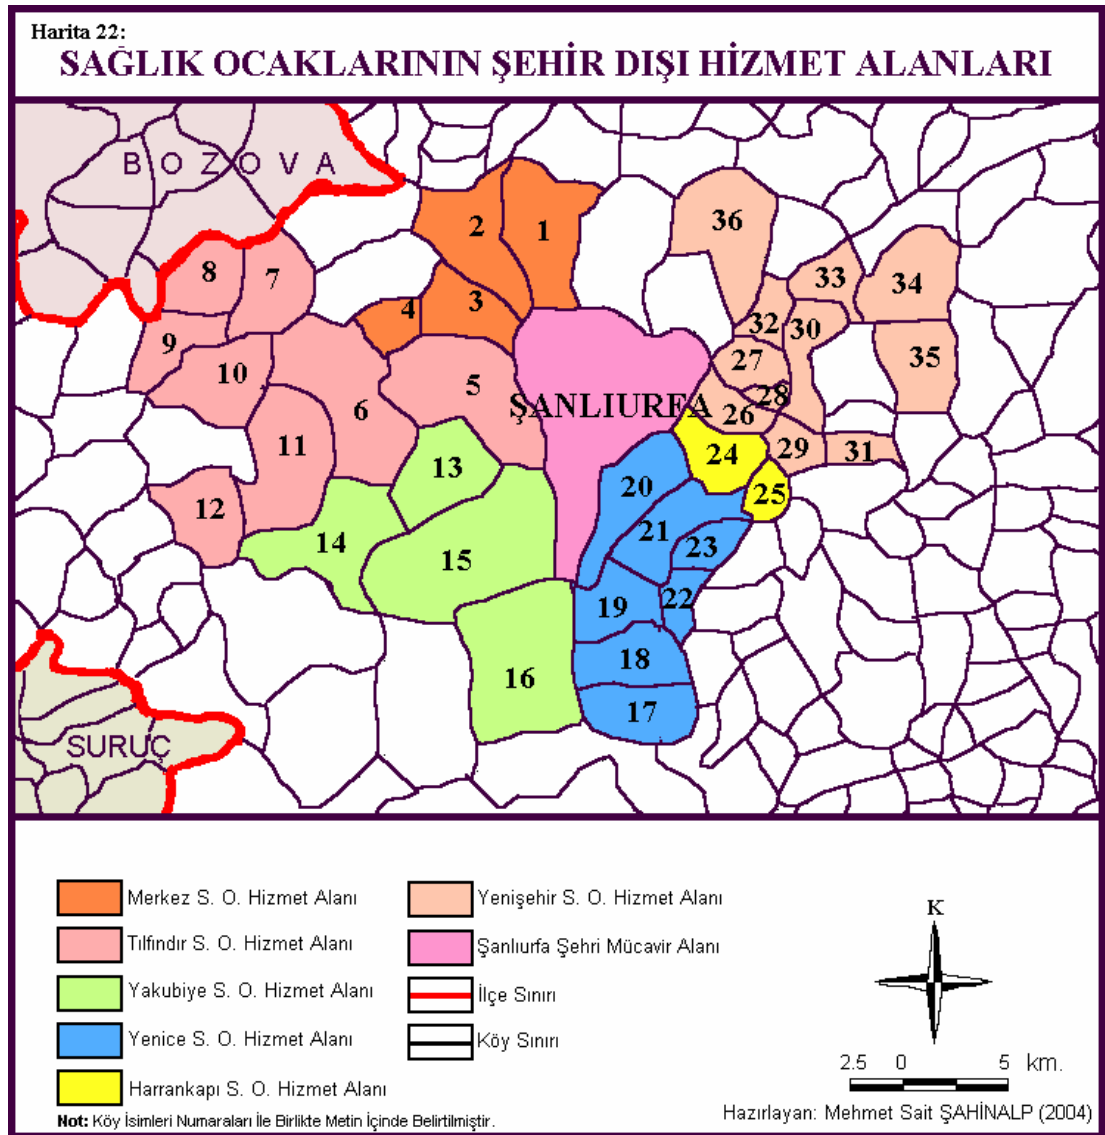 Harita 22:
SAĞLIK OCAKLARININ ŞEHİR DIŞI HİZMET ALANLARI
BOZOVA
36
2
1
8
7
33
34
4
3
32
30
9
27
35
10
5
28
ŞANLIURFA
6
26
11
24
29
31
13
20
25
12
21
14
23
15
22
19
18
16
17
SURUÇ
Merkez S. O. Hizmet Alanı
Yenişehir S. O. Hizmet Alanı
Tılfındır S. O. Hizmet Alanı
Şanlıurfa Şehri Mücavir Alanı
Yakubiye S. O. Hizmet Alanı
İlçe Sınırı
Yenice S. O. Hizmet Alanı
Köy Sınırı
Harrankapı S. O. Hizmet Alanı
K
2.5 0 5 km.
Not: Köy İsimleri Numaraları İle Birlikte Metin İçinde Belirtilmiştir.
Hazırlayan: Mehmet Sait ŞAHİNALP (2004)